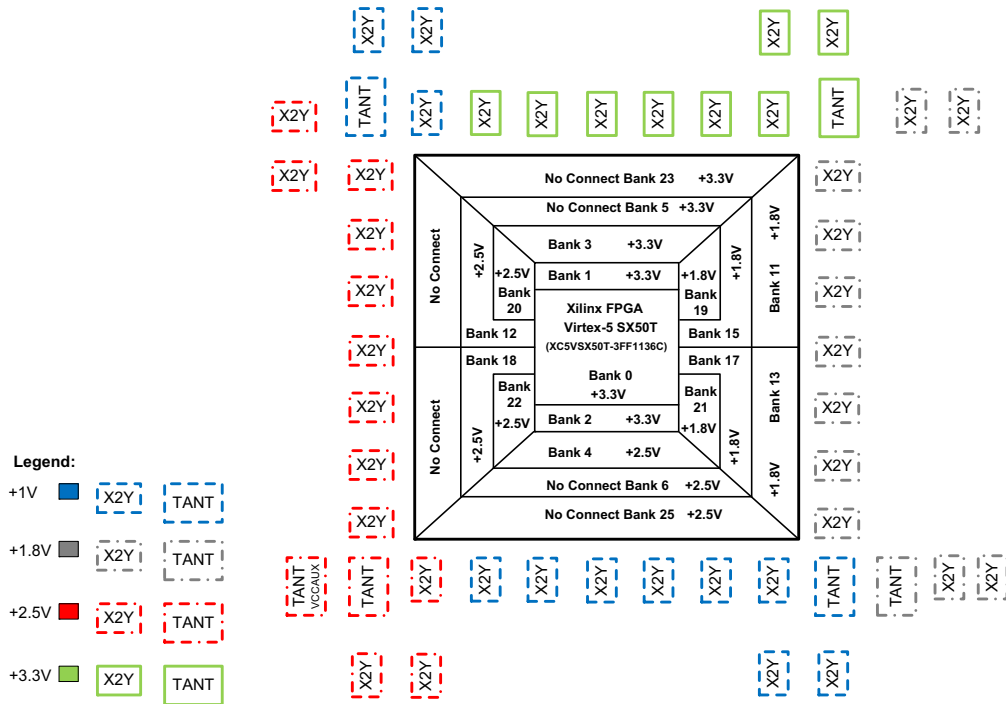 X2Y X2Y X2Y X2Y
X2Y TANT X2Y X2Y X2Y X2Y X2Y X2Y X2Y TANT X2Y X2Y
X2Y X2Y X2Y
No Connect Bank 23 +3.3V
No Connect Bank 5 +3.3V
Bank 3 +3.3V
Bank 1 +3.3V
No Connect
+2.5V
+2.5V
Bank
20
Bank 12
+1.8V
Bank
19
+1.8V
Bank 15
Bank 11 +1.8V
Xilinx FPGA
Virtex-5 SX50T
(XC5VSX50T-3FF1136C)
Bank 0
+3.3V
X2Y X2Y
X2Y X2Y
X2Y X2Y
X2Y X2Y
X2Y X2Y
X2Y X2Y
No Connect
Bank 18
+2.5V
Bank
22
+2.5V
Bank 17
Bank
21
+1.8V
+1.8V
+1.8V Bank 13
Bank 2 +3.3V
Bank 4 +2.5V
No Connect Bank 6 +2.5V
No Connect Bank 25 +2.5V
TANT
VCCAUX
TANT X2Y X2Y X2Y X2Y X2Y X2Y X2Y TANT TANT X2Y X2Y
X2Y X2Y X2Y X2Y
Legend:
+1V X2Y TANT
+1.8V X2Y TANT
+2.5V X2Y TANT
+3.3V X2Y TANT